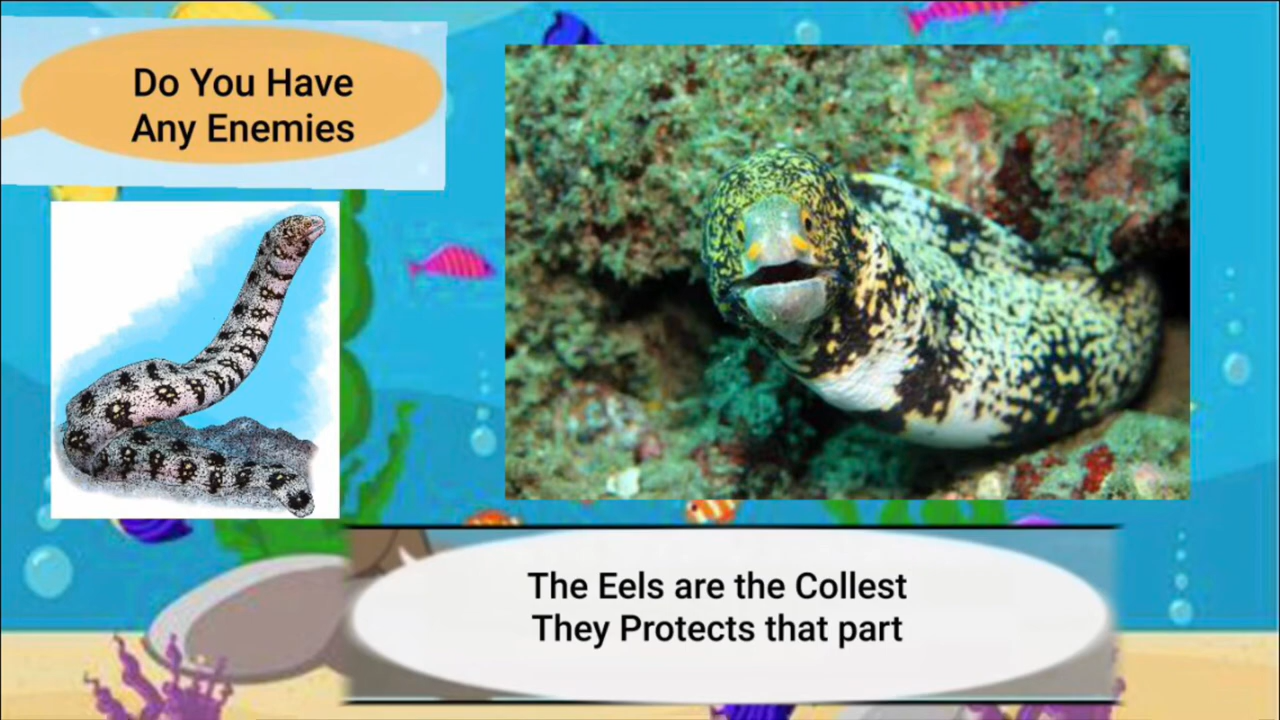 Do You Have
Any Enemies
The Eels are the Collest
They Protects that part